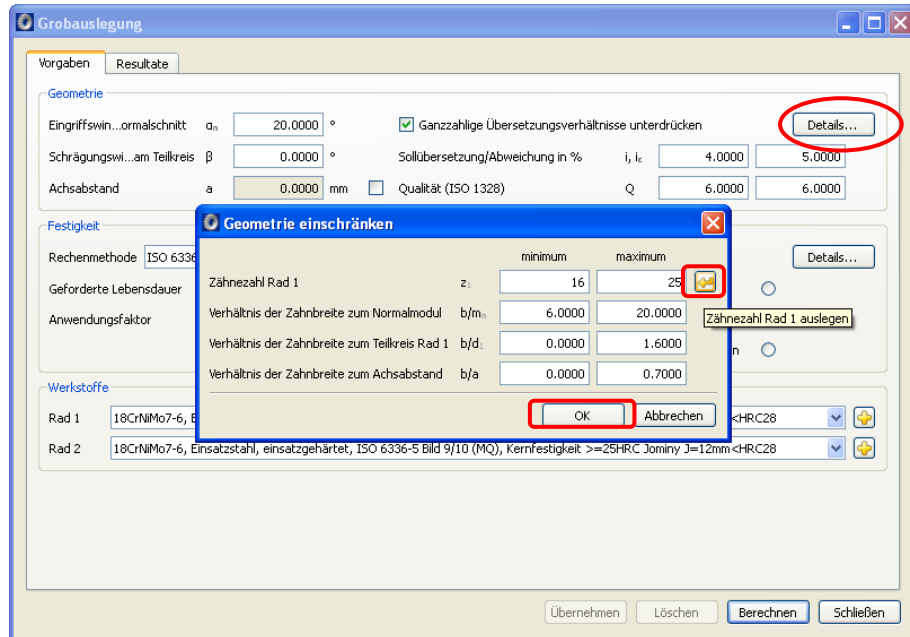 Grobauslegung
Vorgaben Resultate
Geometrie
Eingriffswin...ormalschnitt αn 20.0000 ° Ganzzahlige Übersetzungsverhältnisse unterdrücken Details...
Schrägungswi...am Teilkreis β 0.0000 ° Sollübersetzung/Abweichung in % i, iε 4.0000 5.0000
Achsabstand a 0.0000 mm Qualität (ISO 1328) Q 6.0000 6.0000
Festigkeit
Rechenmethode ISO 6336 Details...
Geforderte Lebensdauer
Anwendungsfaktor
n
Geometrie einschränken
minimum maximum
Zähnezahl Rad 1 z₁ 16 25
Zähnezahl Rad 1 auslegen
Verhältnis der Zahnbreite zum Normalmodul b/mn 6.0000 20.0000
Verhältnis der Zahnbreite zum Teilkreis Rad 1 b/d₁ 0.0000 1.6000
Verhältnis der Zahnbreite zum Achsabstand b/a 0.0000 0.7000
OK Abbrechen
Werkstoffe
Rad 1 18CrNiMo7-6, E <HRC28
Rad 2 18CrNiMo7-6, Einsatzstahl, einsatzgehärtet, ISO 6336-5 Bild 9/10 (MQ), Kernfestigkeit >=25HRC Jominy J=12mm<HRC28
Übernehmen Löschen Berechnen Schließen